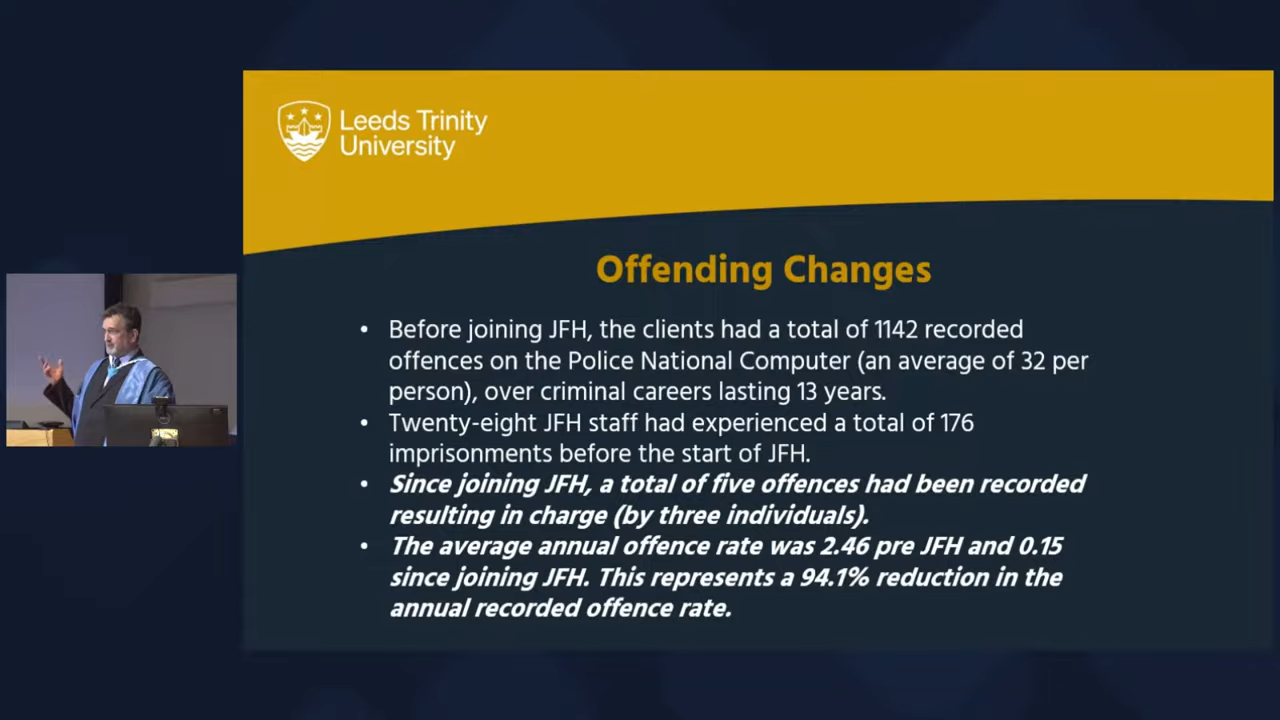 Leeds Trinity
University
Offending Changes
• Before joining JFH, the clients had a total of 1142 recorded
offences on the Police National Computer (an average of 32 per
person), over criminal careers lasting 13 years.
• Twenty-eight JFH staff had experienced a total of 176
imprisonments before the start of JFH.
• Since joining JFH, a total of five offences had been recorded
resulting in charge (by three individuals).
• The average annual offence rate was 2.46 pre JFH and 0.15
since joining JFH. This represents a 94.1% reduction in the
annual recorded offence rate.